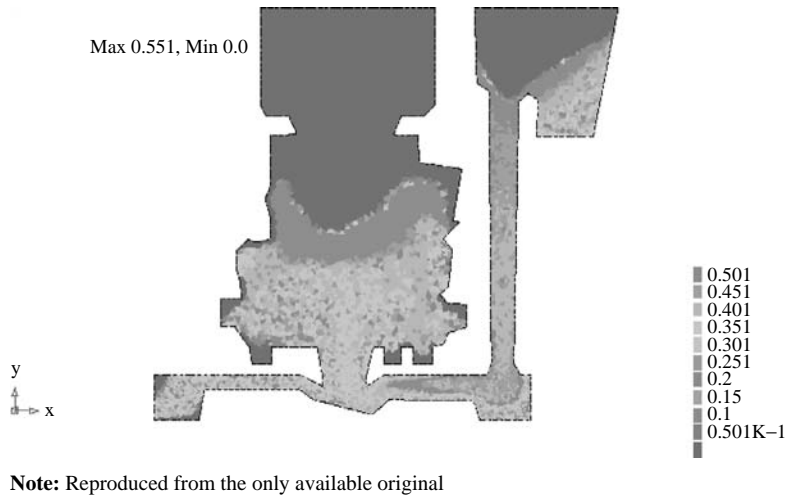 Max 0.551, Min 0.0
0.501
0.451
0.401
0.351
0.301
0.251
0.2
0.15
0.1
0.501K−1
y
x
Note: Reproduced from the only available original